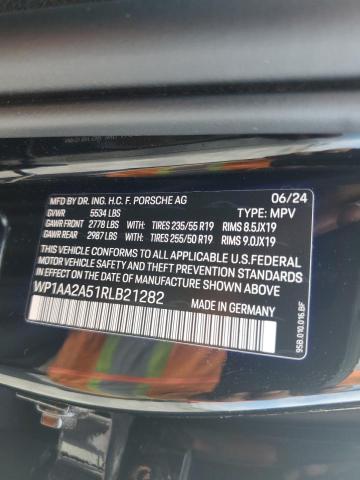 MFD BY DR. ING. H.C. F. PORSCHE AG 06/24
GVWR 5534 LBS TYPE: MPV
GAWR FRONT 2778 LBS WITH: TIRES 235/55 R19 RIMS 8.5JX19
GAWR REAR 2987 LBS WITH: TIRES 255/50 R19 RIMS 9.0JX19
THIS VEHICLE CONFORMS TO ALL APPLICABLE U.S.FEDERAL
MOTOR VEHICLE SAFETY, BUMPER, AND THEFT PREVENTION
STANDARDS IN EFFECT ON THE DATE OF MANUFACTURE SHOWN ABOVE.
WP1AA2A51RLB21282 MADE IN GERMANY
95B.010.016.BF